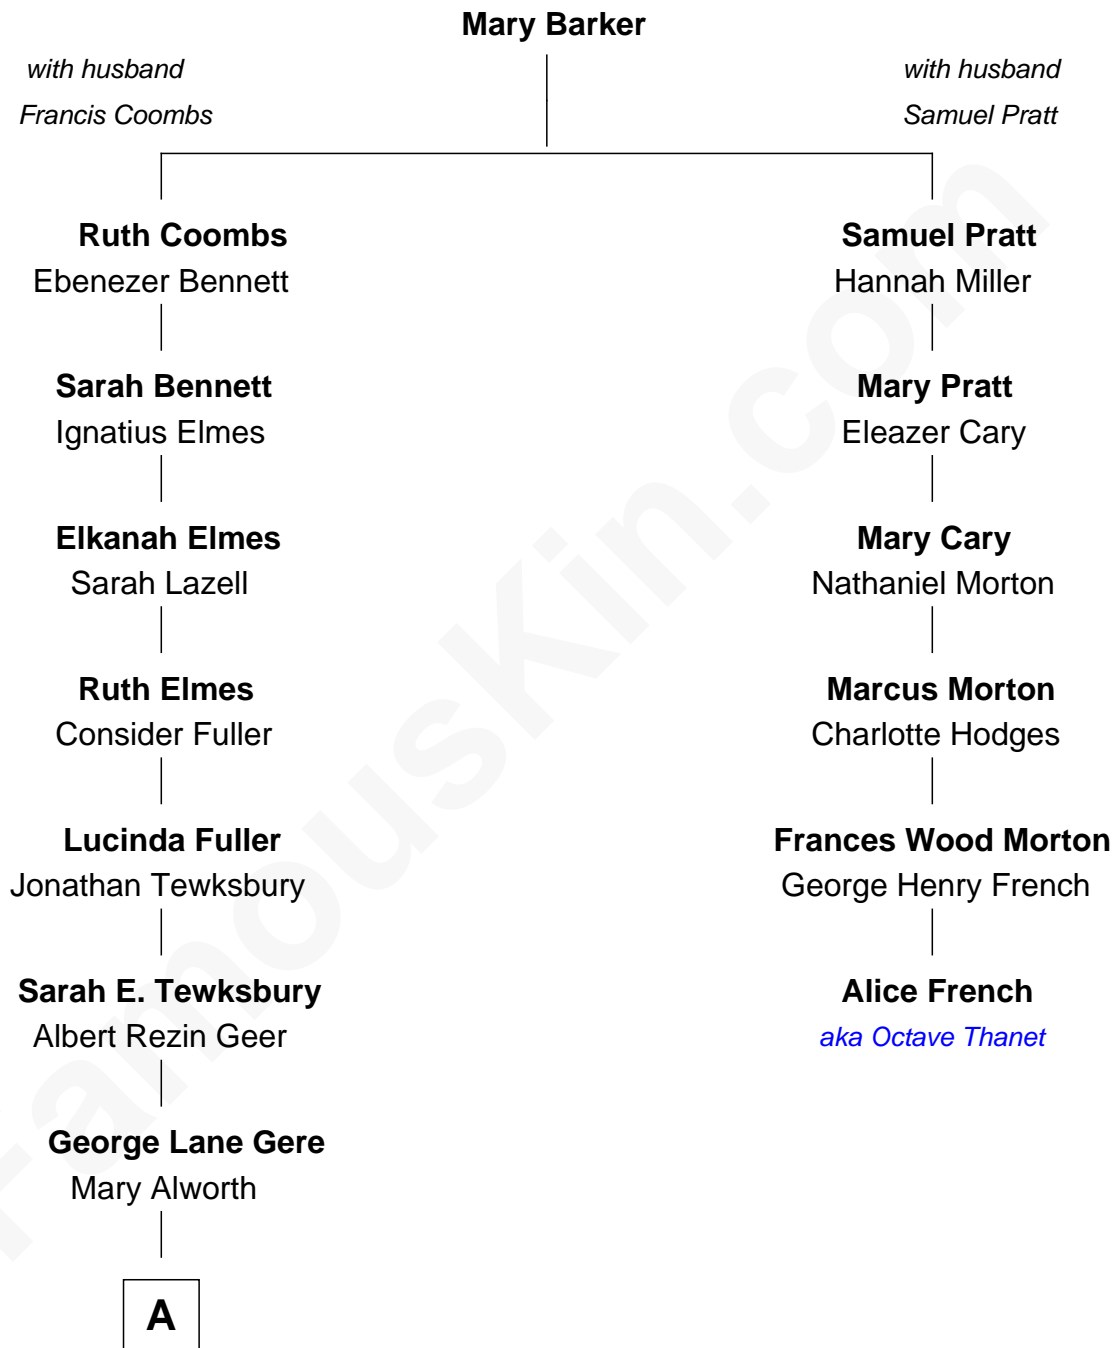 Mary Barker
with husband
Francis Coombs
with husband
Samuel Pratt
Ruth Coombs
Ebenezer Bennett
Samuel Pratt
Hannah Miller
Sarah Bennett
Ignatius Elmes
Mary Pratt
Eleazer Cary
Elkanah Elmes
Sarah Lazell
Mary Cary
Nathaniel Morton
Ruth Elmes
Consider Fuller
Marcus Morton
Charlotte Hodges
Lucinda Fuller
Jonathan Tewksbury
Frances Wood Morton
George Henry French
Sarah E. Tewksbury
Albert Rezin Geer
Alice French
aka Octave Thanet
George Lane Gere
Mary Alworth
A
FamousKin.com